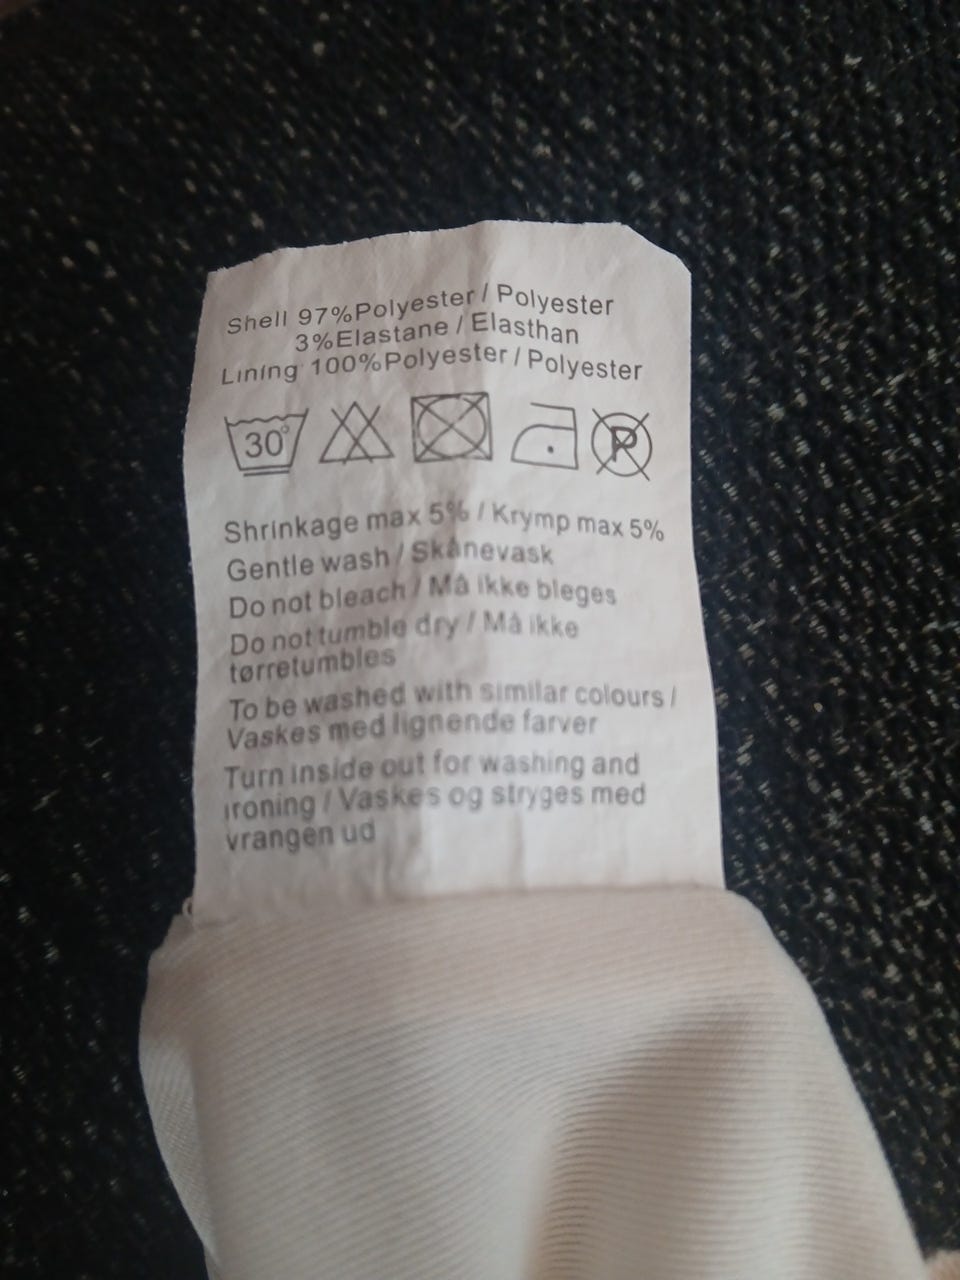 Shell 97%Polyester / Polyester
3%Elastane / Elasthan
Lining 100%Polyester / Polyester
30° P
Shrinkage max 5% / Krymp max 5%
Gentle wash / Skånevask
Do not bleach / Må ikke bleges
Do not tumble dry / Må ikke
tørretumbles
To be washed with similar colours /
Vaskes med lignende farver
Turn inside out for washing and
ironing / Vaskes og stryges med
vrangen ud